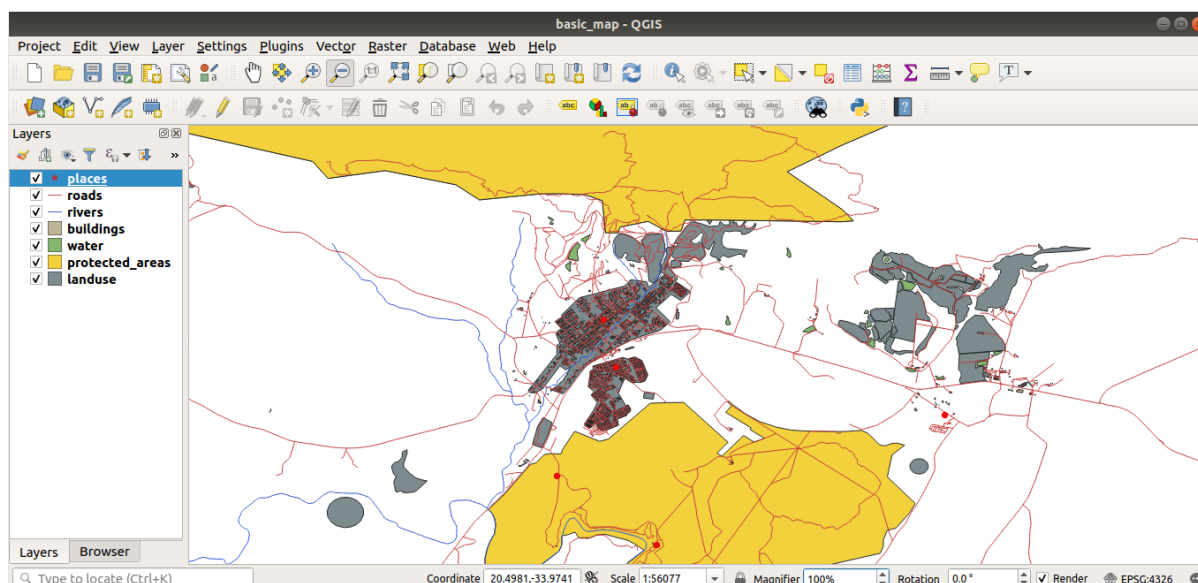 basic_map - QGIS
Project Edit View Layer Settings Plugins Vector Raster Database Web Help
Layers
places
roads
rivers
buildings
water
protected_areas
landuse
Layers Browser
Type to locate (Ctrl+K) Coordinate 20.4981,-33.9741 Scale 1:56077 Magnifier 100% Rotation 0.0° Render EPSG:4326